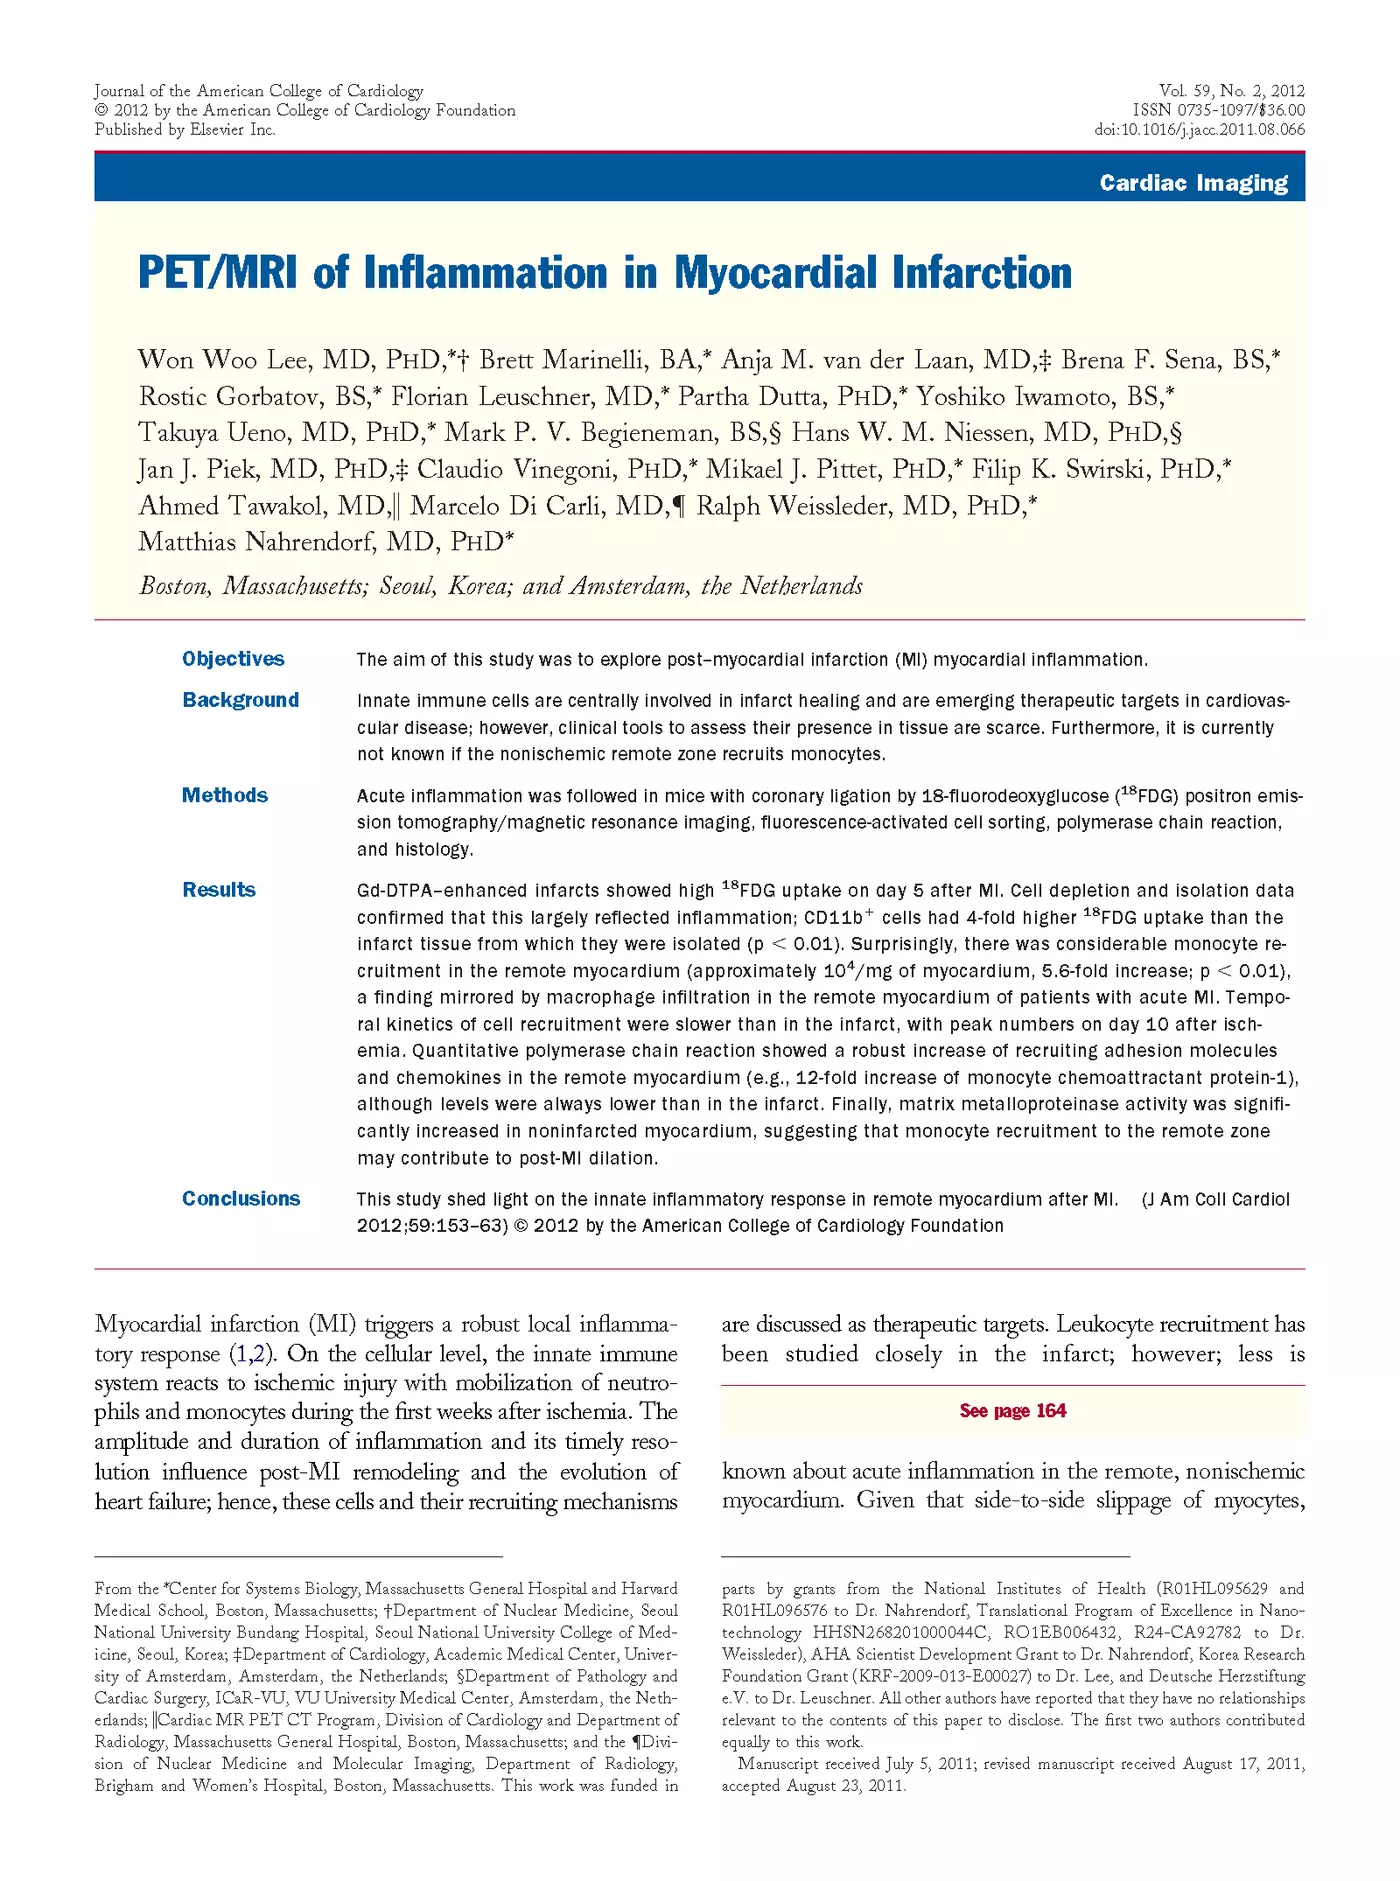 Journal of the American College of Cardiology
© 2012 by the American College of Cardiology Foundation
Published by Elsevier Inc.
Vol. 59, No. 2, 2012
ISSN 0735-1097/$36.00
doi:10.1016/j.jacc.2011.08.066
Cardiac Imaging
PET/MRI of Inflammation in Myocardial Infarction
Won Woo Lee, MD, PHD,*† Brett Marinelli, BA,* Anja M. van der Laan, MD,‡ Brena F. Sena, BS,*
Rostic Gorbatov, BS,* Florian Leuschner, MD,* Partha Dutta, PHD,* Yoshiko Iwamoto, BS,*
Takuya Ueno, MD, PHD,* Mark P. V. Begieneman, BS,§ Hans W. M. Niessen, MD, PHD,§
Jan J. Piek, MD, PHD,‡ Claudio Vinegoni, PHD,* Mikael J. Pittet, PHD,* Filip K. Swirski, PHD,*
Ahmed Tawakol, MD,‖ Marcelo Di Carli, MD,¶ Ralph Weissleder, MD, PHD,*
Matthias Nahrendorf, MD, PHD*
Boston, Massachusetts; Seoul, Korea; and Amsterdam, the Netherlands
Objectives The aim of this study was to explore post–myocardial infarction (MI) myocardial inflammation.
Background Innate immune cells are centrally involved in infarct healing and are emerging therapeutic targets in cardiovas-
cular disease; however, clinical tools to assess their presence in tissue are scarce. Furthermore, it is currently
not known if the nonischemic remote zone recruits monocytes.
Methods Acute inflammation was followed in mice with coronary ligation by 18-fluorodeoxyglucose (¹⁸FDG) positron emis-
sion tomography/magnetic resonance imaging, fluorescence-activated cell sorting, polymerase chain reaction,
and histology.
Results Gd-DTPA–enhanced infarcts showed high ¹⁸FDG uptake on day 5 after MI. Cell depletion and isolation data
confirmed that this largely reflected inflammation; CD11b⁺ cells had 4-fold higher ¹⁸FDG uptake than the
infarct tissue from which they were isolated (p < 0.01). Surprisingly, there was considerable monocyte re-
cruitment in the remote myocardium (approximately 10⁴/mg of myocardium, 5.6-fold increase; p < 0.01),
a finding mirrored by macrophage infiltration in the remote myocardium of patients with acute MI. Tempo-
ral kinetics of cell recruitment were slower than in the infarct, with peak numbers on day 10 after isch-
emia. Quantitative polymerase chain reaction showed a robust increase of recruiting adhesion molecules
and chemokines in the remote myocardium (e.g., 12-fold increase of monocyte chemoattractant protein-1),
although levels were always lower than in the infarct. Finally, matrix metalloproteinase activity was signifi-
cantly increased in noninfarcted myocardium, suggesting that monocyte recruitment to the remote zone
may contribute to post-MI dilation.
Conclusions This study shed light on the innate inflammatory response in remote myocardium after MI. (J Am Coll Cardiol
2012;59:153–63) © 2012 by the American College of Cardiology Foundation
Myocardial infarction (MI) triggers a robust local inflamma-
tory response (1,2). On the cellular level, the innate immune
system reacts to ischemic injury with mobilization of neutro-
phils and monocytes during the first weeks after ischemia. The
amplitude and duration of inflammation and its timely reso-
lution influence post-MI remodeling and the evolution of
heart failure; hence, these cells and their recruiting mechanisms
are discussed as therapeutic targets. Leukocyte recruitment has
been studied closely in the infarct; however; less is
See page 164
known about acute inflammation in the remote, nonischemic
myocardium. Given that side-to-side slippage of myocytes,
From the *Center for Systems Biology, Massachusetts General Hospital and Harvard
Medical School, Boston, Massachusetts; †Department of Nuclear Medicine, Seoul
National University Bundang Hospital, Seoul National University College of Med-
icine, Seoul, Korea; ‡Department of Cardiology, Academic Medical Center, Univer-
sity of Amsterdam, Amsterdam, the Netherlands; §Department of Pathology and
Cardiac Surgery, ICaR-VU, VU University Medical Center, Amsterdam, the Neth-
erlands; ‖Cardiac MR PET CT Program, Division of Cardiology and Department of
Radiology, Massachusetts General Hospital, Boston, Massachusetts; and the ¶Divi-
sion of Nuclear Medicine and Molecular Imaging, Department of Radiology,
Brigham and Women's Hospital, Boston, Massachusetts. This work was funded in
parts by grants from the National Institutes of Health (R01HL095629 and
R01HL096576 to Dr. Nahrendorf, Translational Program of Excellence in Nano-
technology HHSN268201000044C, RO1EB006432, R24-CA92782 to Dr.
Weissleder), AHA Scientist Development Grant to Dr. Nahrendorf, Korea Research
Foundation Grant (KRF-2009-013-E00027) to Dr. Lee, and Deutsche Herzstiftung
e.V. to Dr. Leuschner. All other authors have reported that they have no relationships
relevant to the contents of this paper to disclose. The first two authors contributed
equally to this work.
Manuscript received July 5, 2011; revised manuscript received August 17, 2011,
accepted August 23, 2011.